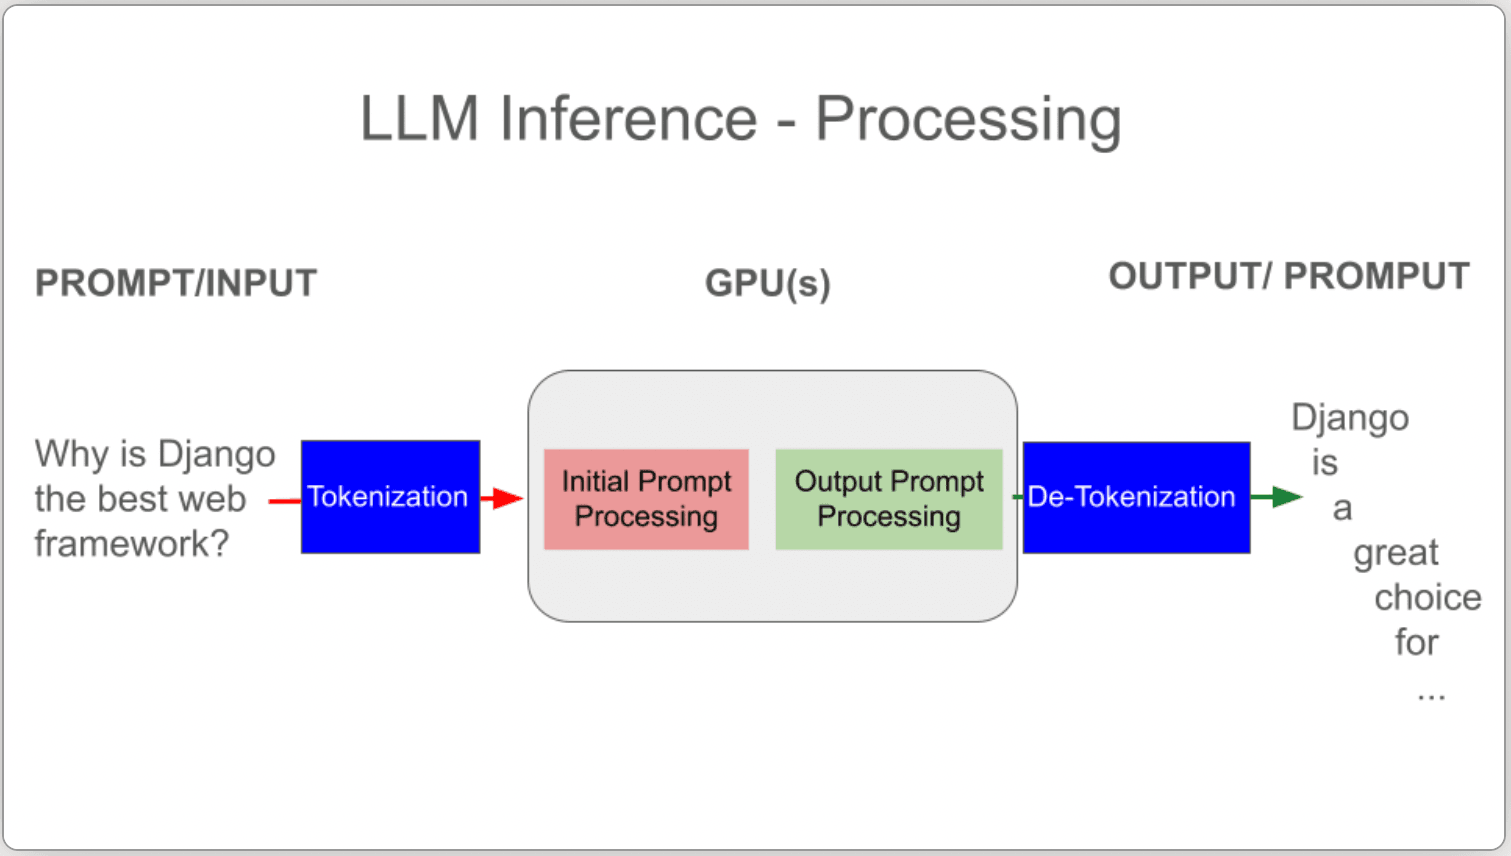 LLM Inference - Processing
PROMPT/INPUT
GPU(s)
OUTPUT/ PROMPUT
Why is Django
the best web
framework?
Tokenization
Initial Prompt
Processing
Output Prompt
Processing
De-Tokenization
Django
is
a
great
choice
for
...